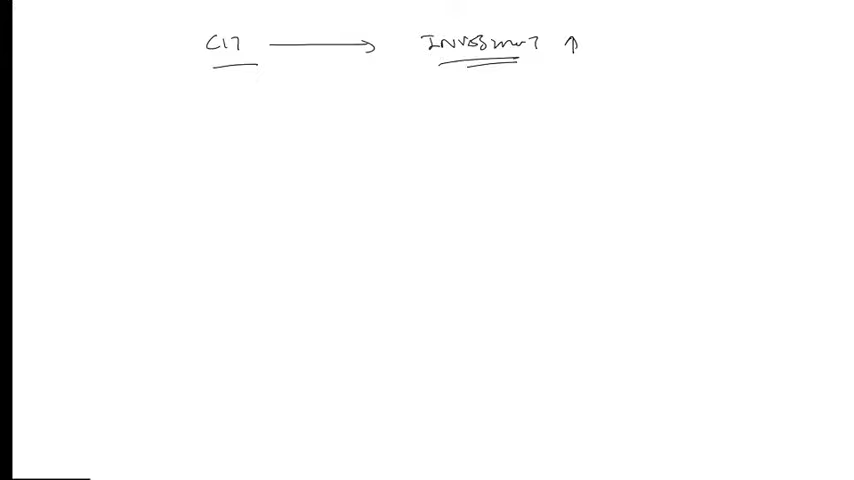 CIT → INVESTMENT ↑